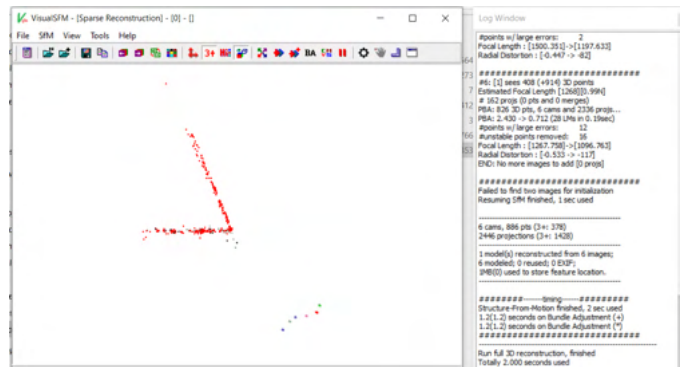 VisualSFM - [Sparse Reconstruction] - [0] - []
File SfM View Tools Help
3+
BA
Log Window
#points w/large errors: 2
Focal Length : [1500.351]->[1197.633]
Radial Distortion : [-0.447 -> -82]
##############################
#6: [1] sees 408 (+914) 3D points
Estimated Focal Length [1268][0.99N]
# 162 projs (0 pts and 0 merges)
PBA: 826 3D pts, 6 cams and 2336 projs...
PBA: 2.430 -> 0.712 (28 LMs in 0.19sec)
#points w/large errors: 12
#unstable points removed: 16
Focal Length : [1267.758]->[1096.763]
Radial Distortion : [-0.533 -> -117]
END: No more images to add [0 projs]
##############################
Failed to find two images for initialization
Resuming SfM finished, 1 sec used
----------------------------------------------------------------
6 cams, 886 pts (3+: 378)
2446 projections (3+: 1428)
----------------------------------------------------------------
1 model(s) reconstructed from 6 images;
6 modeled; 0 reused; 0 EXIF;
1MB(0) used to store feature location.
----------------------------------------------------------------
########-------timing------#########
Structure-From-Motion finished, 2 sec used
1.2(1.2) seconds on Bundle Adjustment (+)
1.2(1.2) seconds on Bundle Adjustment (*)
##############################
----------------------------------------------------------------
Run full 3D reconstruction, finished
Totally 2.000 seconds used